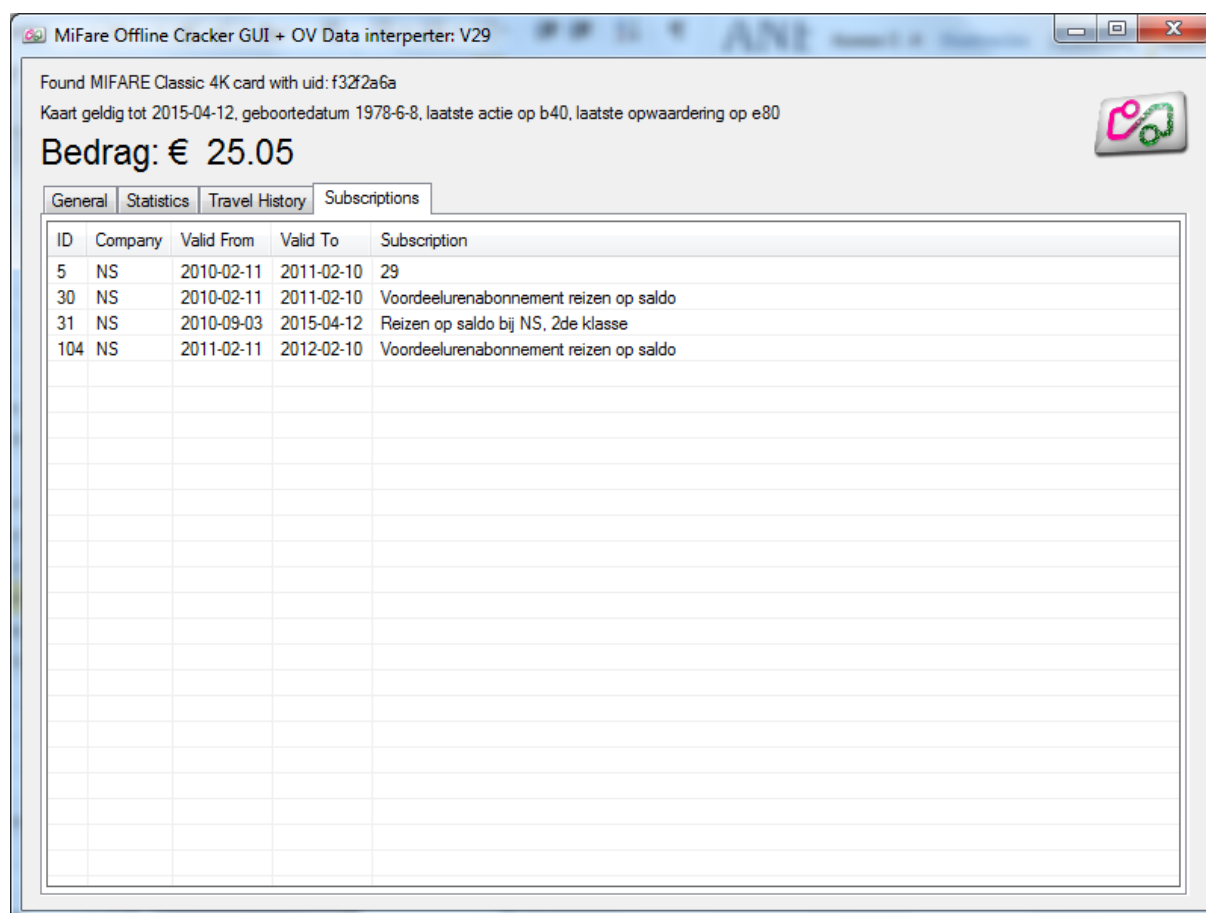 MiFare Offline Cracker GUI + OV Data interperter: V29
Found MIFARE Classic 4K card with uid: f32f2a6a
Kaart geldig tot 2015-04-12, geboortedatum 1978-6-8, laatste actie op b40, laatste opwaardering op e80
Bedrag: € 25.05
General Statistics Travel History Subscriptions
ID Company Valid From Valid To Subscription
5 NS 2010-02-11 2011-02-10 29
30 NS 2010-02-11 2011-02-10 Voordeelurenabonnement reizen op saldo
31 NS 2010-09-03 2015-04-12 Reizen op saldo bij NS, 2de klasse
104 NS 2011-02-11 2012-02-10 Voordeelurenabonnement reizen op saldo